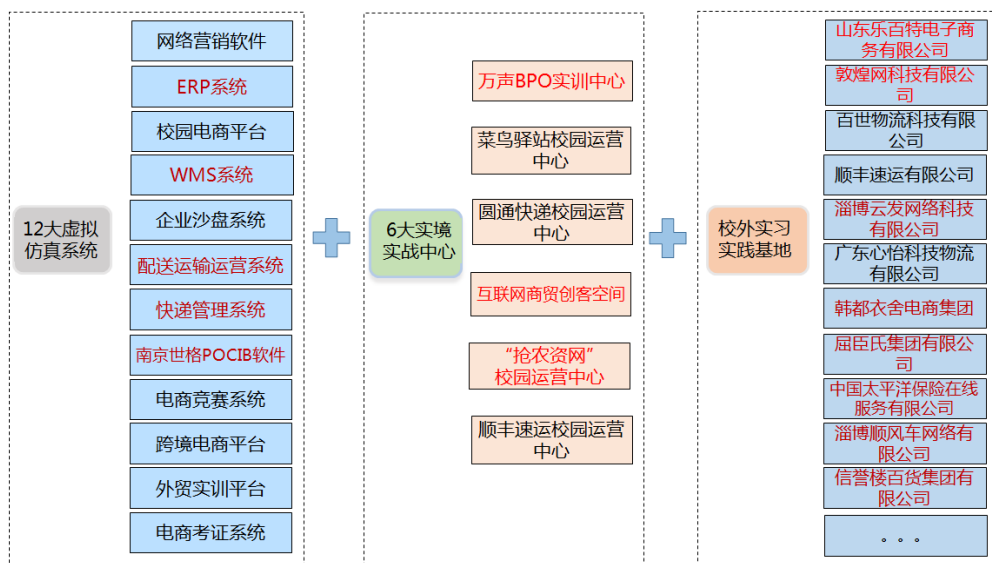 12大虚拟
仿真系统
网络营销软件
ERP系统
校园电商平台
WMS系统
企业沙盘系统
配送运输运营系统
快递管理系统
南京世格POCIB软件
电商竞赛系统
跨境电商平台
外贸实训平台
电商考证系统
6大实境
实战中心
万声BPO实训中心
菜鸟驿站校园运营
中心
圆通快递校园运营
中心
互联网商贸创客空间
“抢农资网”
校园运营中心
顺丰速运校园运营
中心
校外实习
实践基地
山东乐百特电子商
务有限公司
敦煌网科技有限公
司
百世物流科技有限
公司
顺丰速运有限公司
淄博云发网络科技
有限公司
广东心怡科技物流
有限公司
韩都衣舍电商集团
屈臣氏集团有限公
司
中国太平洋保险在线
服务有限公司
淄博顺风车网络有
限公司
信誉楼百货集团有
限公司
。。。